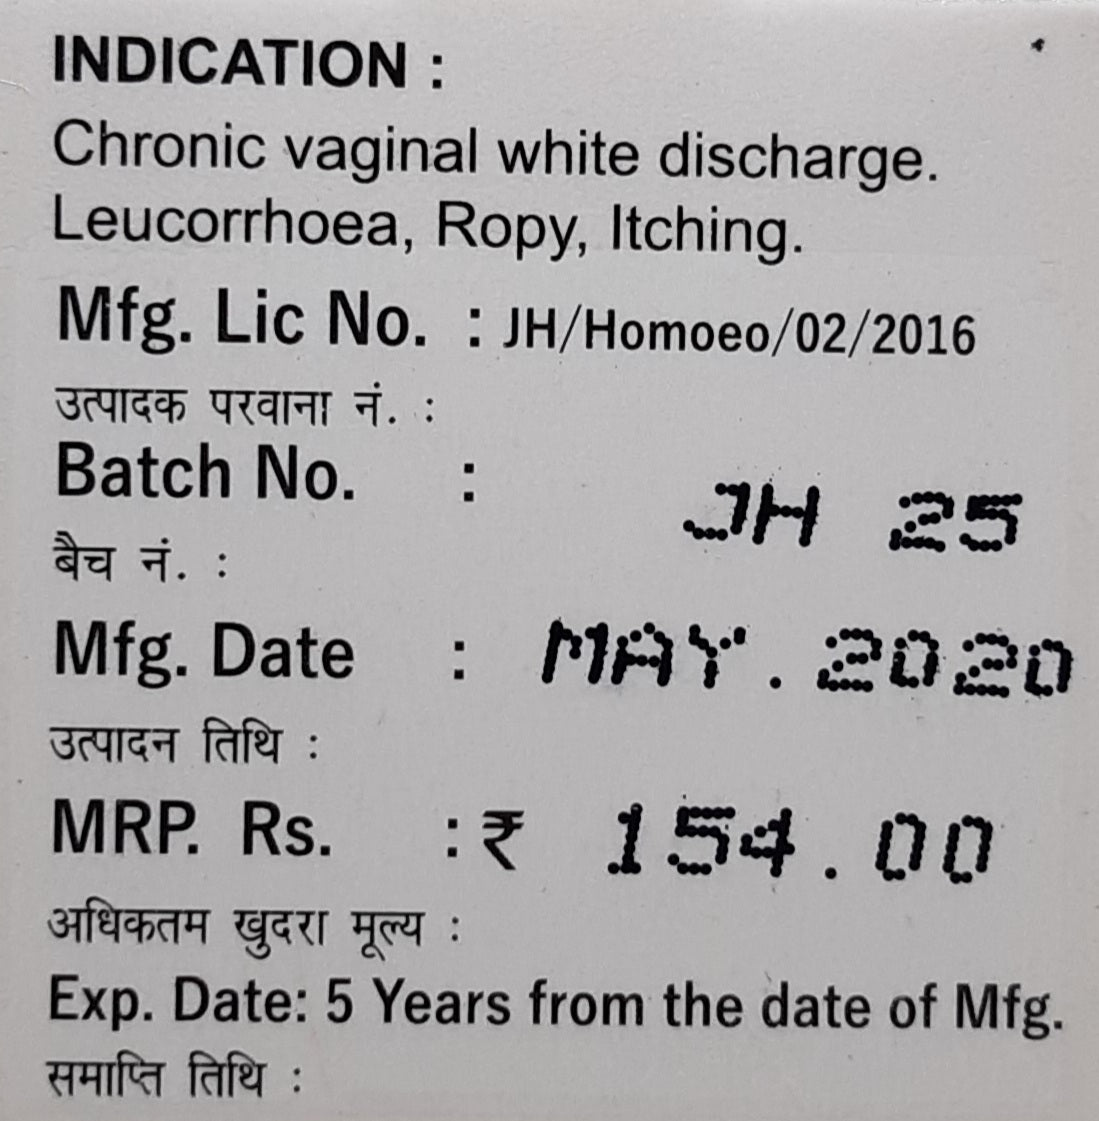 INDICATION :
Chronic vaginal white discharge.
Leucorrhoea, Ropy, Itching.
Mfg. Lic No. : JH/Homoeo/02/2016
उत्पादक परवाना नं. :
Batch No. : JH 25
बैच नं. :
Mfg. Date : MAY.2020
उत्पादन तिथि :
MRP. Rs. : ₹ 154.00
अधिकतम खुदरा मूल्य :
Exp. Date: 5 Years from the date of Mfg.
समाप्ति तिथि :